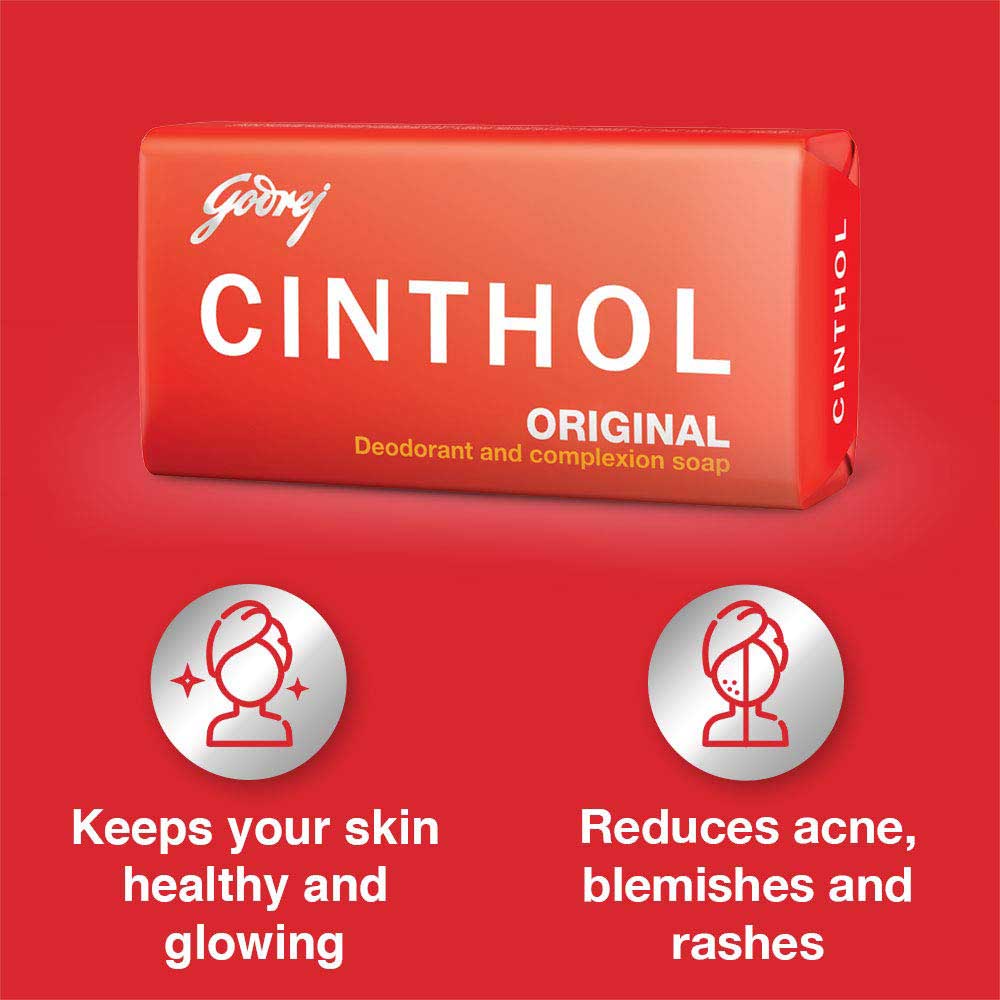 Godrej
CINTHOL
ORIGINAL
Deodorant and complexion soap
CINTHOL
Keeps your skin
healthy and
glowing
Reduces acne,
blemishes and
rashes